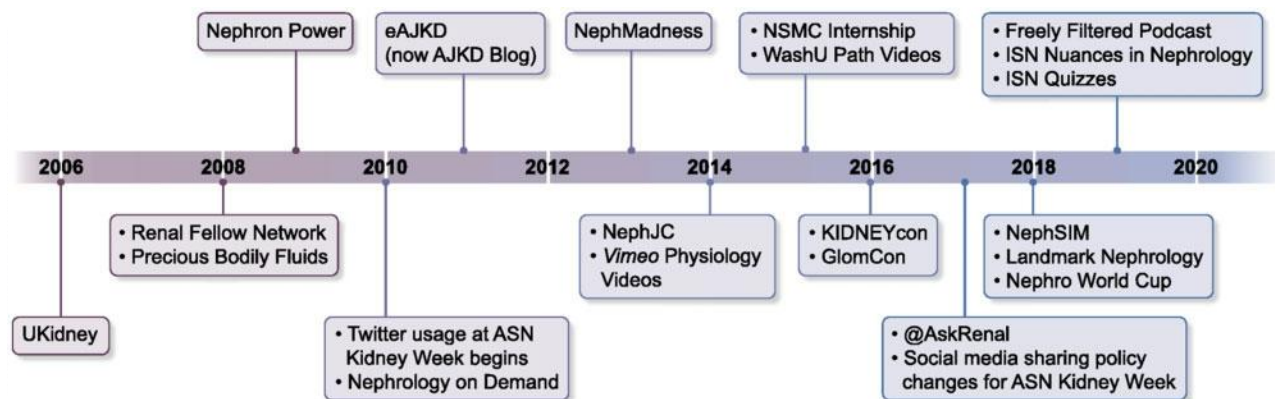 Nephron Power
eAJKD
(now AJKD Blog)
NephMadness
• NSMC Internship
• WashU Path Videos
• Freely Filtered Podcast
• ISN Nuances in Nephrology
• ISN Quizzes
2006
2008
2010
2012
2014
2016
2018
2020
UKidney
• Renal Fellow Network
• Precious Bodily Fluids
• Twitter usage at ASN
Kidney Week begins
• Nephrology on Demand
• NephJC
• Vimeo Physiology
Videos
• KIDNEYcon
• GlomCon
• @AskRenal
• Social media sharing policy
changes for ASN Kidney Week
• NephSIM
• Landmark Nephrology
• Nephro World Cup